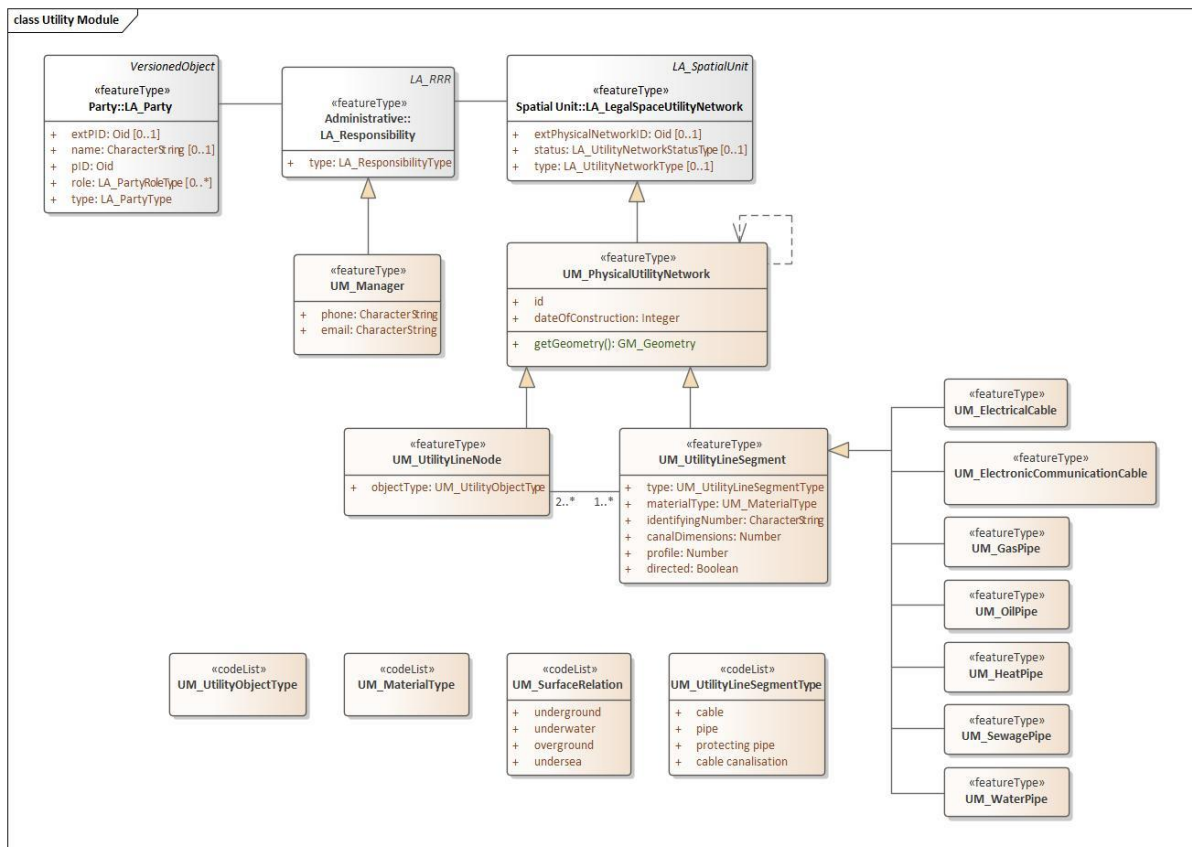 class Utility Module
VersionedObject
«featureType»
Party::LA_Party
+ extPID: Oid [0..1]
+ name: CharacterString [0..1]
+ pID: Oid
+ role: LA_PartyRoleType [0..*]
+ type: LA_PartyType
LA_RRR
«featureType»
Administrative::
LA_Responsibility
+ type: LA_ResponsibilityType
LA_SpatialUnit
«featureType»
Spatial Unit::LA_LegalSpaceUtilityNetwork
+ extPhysicalNetworkID: Oid [0..1]
+ status: LA_UtilityNetworkStatusType [0..1]
+ type: LA_UtilityNetworkType [0..1]
«featureType»
UM_Manager
+ phone: CharacterString
+ email: CharacterString
«featureType»
UM_PhysicalUtilityNetwork
+ id
+ dateOfConstruction: Integer
+ getGeometry(): GM_Geometry
«featureType»
UM_UtilityLineNode
+ objectType: UM_UtilityObjectType
2..*
1..*
«featureType»
UM_UtilityLineSegment
+ type: UM_UtilityLineSegmentType
+ materialType: UM_MaterialType
+ identifyingNumber: CharacterString
+ canalDimensions: Number
+ profile: Number
+ directed: Boolean
«featureType»
UM_ElectricalCable
«featureType»
UM_ElectronicCommunicationCable
«featureType»
UM_GasPipe
«featureType»
UM_OilPipe
«featureType»
UM_HeatPipe
«featureType»
UM_SewagePipe
«featureType»
UM_WaterPipe
«codeList»
UM_UtilityObjectType
«codeList»
UM_MaterialType
«codeList»
UM_SurfaceRelation
+ underground
+ underwater
+ overground
+ undersea
«codeList»
UM_UtilityLineSegmentType
+ cable
+ pipe
+ protecting pipe
+ cable canalisation